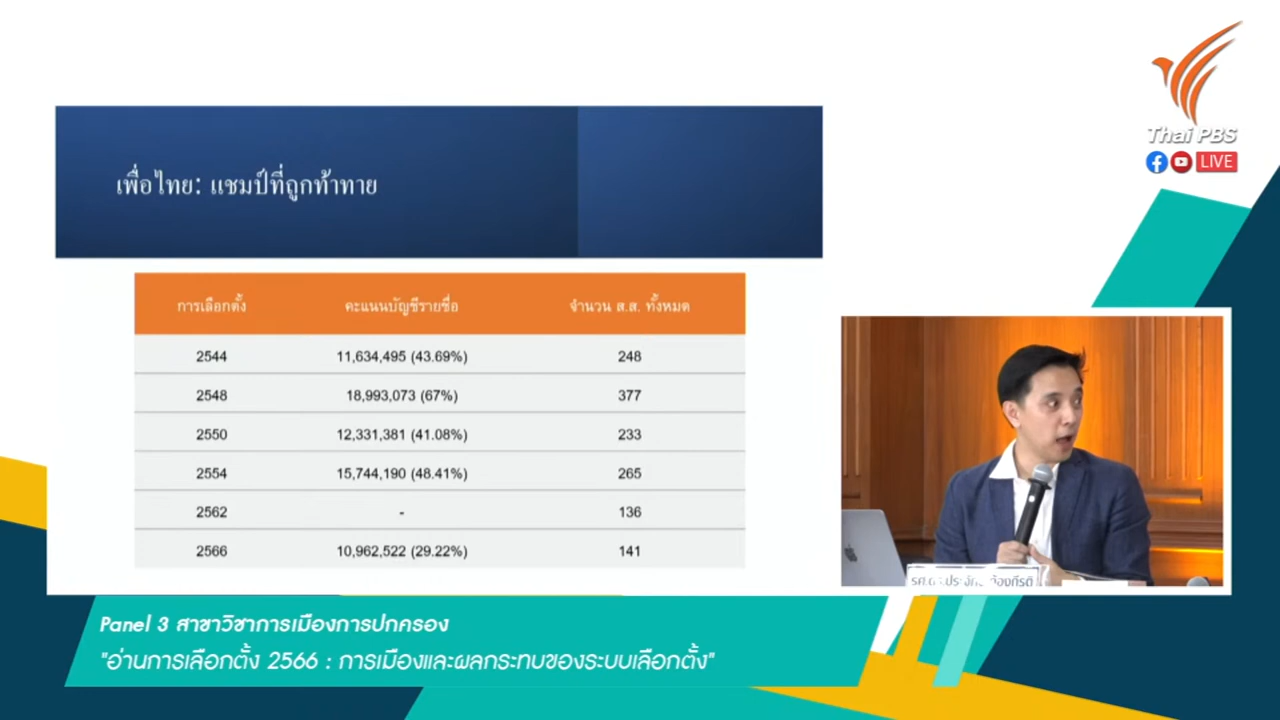 Thai PBS
LIVE
เพื่อไทย: แชมป์ที่ถูกท้าทาย
การเลือกตั้ง คะแนนบัญชีรายชื่อ จำนวน ส.ส. ทั้งหมด
2544 11,634,495 (43.69%) 248
2548 18,993,073 (67%) 377
2550 12,331,381 (41.08%) 233
2554 15,744,190 (48.41%) 265
2562 - 136
2566 10,962,522 (29.22%) 141
Panel 3 สาขาวิชาการเมืองการปกครอง
"อ่านการเลือกตั้ง 2566 : การเมืองและผลกระทบของระบบเลือกตั้ง"